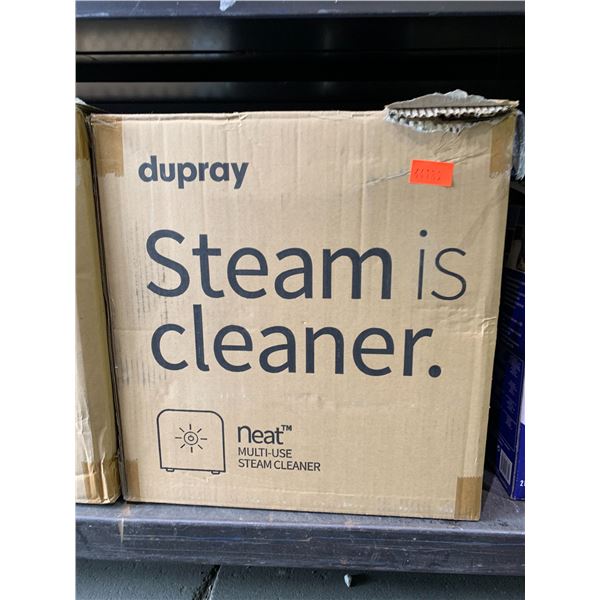 dupray
Steam is
cleaner.
neat™
MULTI-USE
STEAM CLEANER